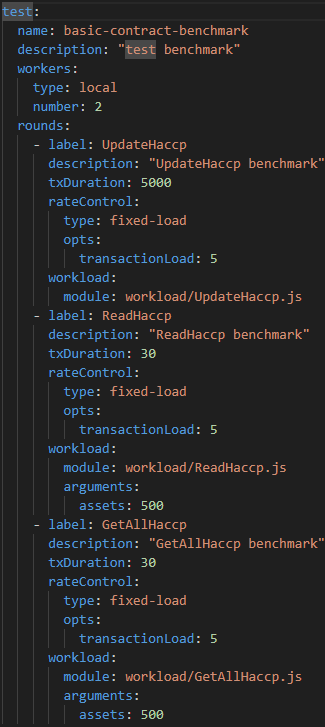 test:
  name: basic-contract-benchmark
  description: "test benchmark"
  workers:
    type: local
    number: 2
  rounds:
    - label: UpdateHaccp
      description: "UpdateHaccp benchmark"
      txDuration: 5000
      rateControl:
        type: fixed-load
        opts:
          transactionLoad: 5
      workload:
        module: workload/UpdateHaccp.js
    - label: ReadHaccp
      description: "ReadHaccp benchmark"
      txDuration: 30
      rateControl:
        type: fixed-load
        opts:
          transactionLoad: 5
      workload:
        module: workload/ReadHaccp.js
        arguments:
          assets: 500
    - label: GetAllHaccp
      description: "GetAllHaccp benchmark"
      txDuration: 30
      rateControl:
        type: fixed-load
        opts:
          transactionLoad: 5
      workload:
        module: workload/GetAllHaccp.js
        arguments:
          assets: 500